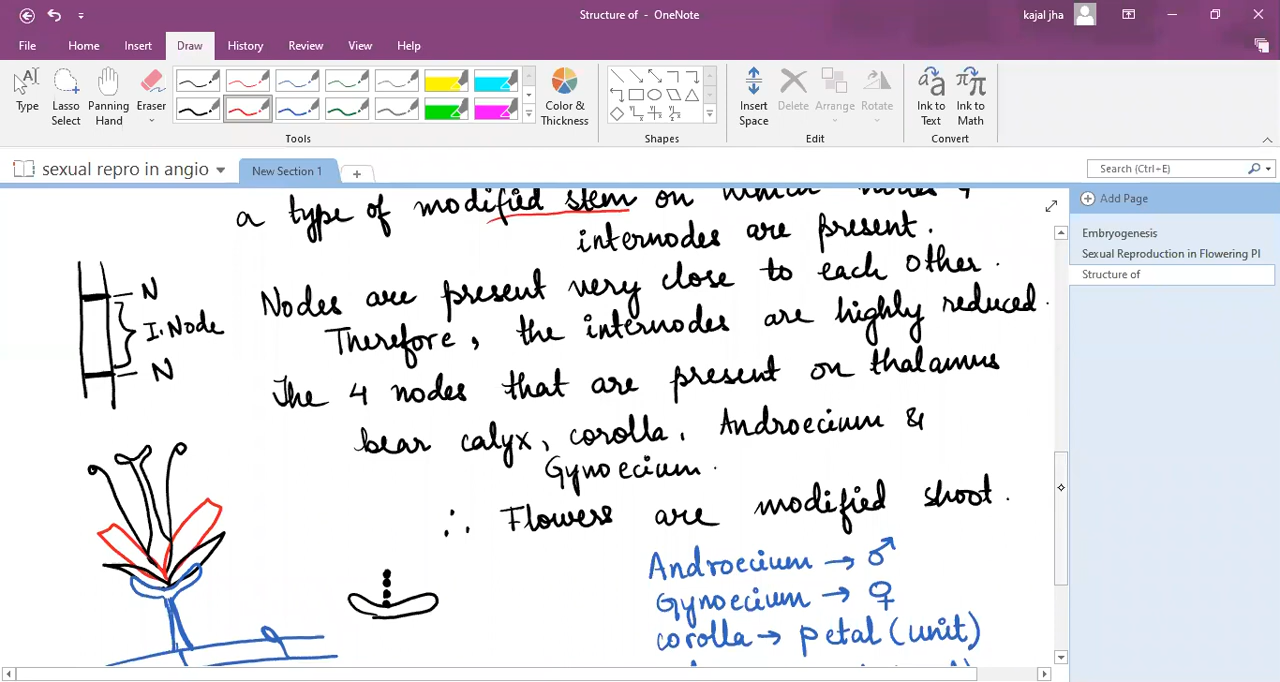 Structure of - OneNote
kajal jha
File Home Insert Draw History Review View Help
Type
Lasso Select
Panning Hand
Eraser
Color & Thickness
Insert Space
Delete
Arrange
Rotate
Ink to Text
Ink to Math
Tools
Shapes
Edit
Convert
sexual repro in angio
New Section 1
Search (Ctrl+E)
Add Page
Embryogenesis
Sexual Reproduction in Flowering Pl
Structure of
a type of modified stem on which nodes &
internodes are present.
Nodes are present very close to each other.
Therefore, the internodes are highly reduced.
The 4 nodes that are present on thalamus
bear calyx, corolla, Androecium &
Gynoecium.
∴ Flowers are modified shoot.
N
I. Node
N
Androecium → ♂
Gynoecium → ♀
corolla → petal (unit)